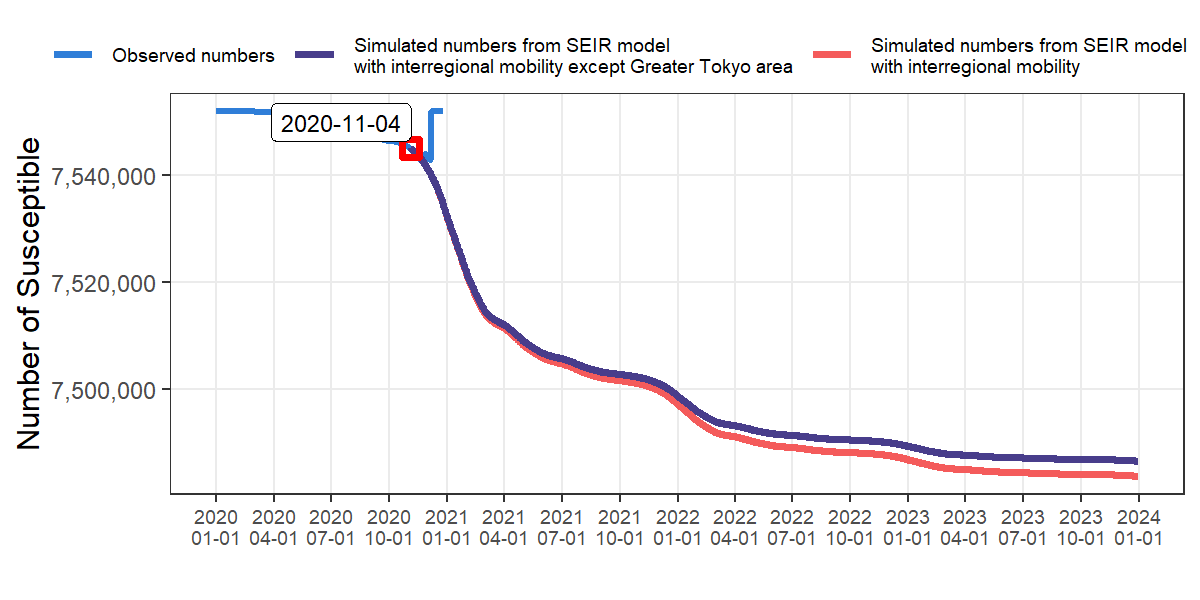 Observed numbers
Simulated numbers from SEIR model
with interregional mobility except Greater Tokyo area
Simulated numbers from SEIR model
with interregional mobility
2020-11-04
Number of Susceptible
7,540,000
7,520,000
7,500,000
2020 2020 2020 2020 2021 2021 2021 2021 2022 2022 2022 2022 2023 2023 2023 2023 2024
01-01 04-01 07-01 10-01 01-01 04-01 07-01 10-01 01-01 04-01 07-01 10-01 01-01 04-01 07-01 10-01 01-01